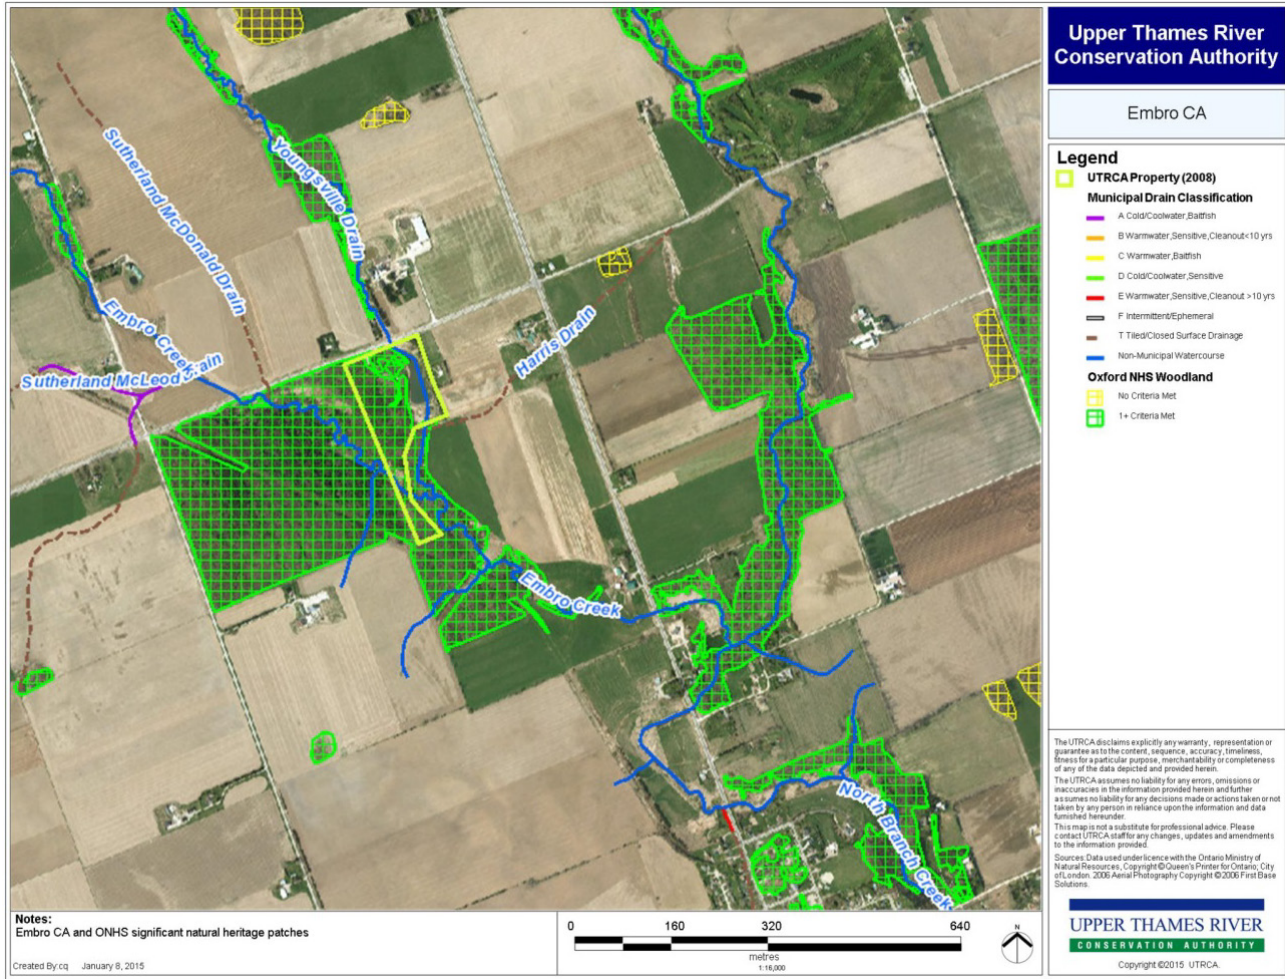 Upper Thames River
Conservation Authority
Embro CA
Legend
UTRCA Property (2008)
Municipal Drain Classification
A Cold/Coolwater,Baitfish
B Warmwater,Sensitive,Cleanout<10 yrs
C Warmwater,Baitfish
D Cold/Coolwater,Sensitive
E Warmwater,Sensitive,Cleanout >10 yrs
F Intermittent/Ephemeral
T Tiled/Closed Surface Drainage
Non-Municipal Watercourse
Oxford NHS Woodland
No Criteria Met
1+ Criteria Met
Sutherland McDonald Drain
Youngsville Drain
Embro Creek
Sutherland McLeod Drain
Harris Drain
Embro Creek
North Branch Creek
The UTRCA disclaims explicitly any warranty, representation or
guarantee as to the content, sequence, accuracy, timeliness,
fitness for a particular purpose, merchantability or completeness
of any of the data depicted and provided herein.
The UTRCA assumes no liability for any errors, omissions or
inaccuracies in the information provided herein and further
assumes no liability for any decisions made or actions taken or not
taken by any person in reliance upon the information and data
furnished hereunder.
This map is not a substitute for professional advice. Please
contact UTRCA staff for any changes, updates and amendments
to the information provided.
Sources: Data used under licence with the Ontario Ministry of
Natural Resources, Copyright © Queen's Printer for Ontario; City
of London. 2006 Aerial Photography Copyright © 2006 First Base
Solutions.
UPPER THAMES RIVER
CONSERVATION AUTHORITY
Copyright ©2015 UTRCA.
Notes:
Embro CA and ONHS significant natural heritage patches
Created By:cq January 8, 2015
0 160 320 640
metres
1:16,000
N